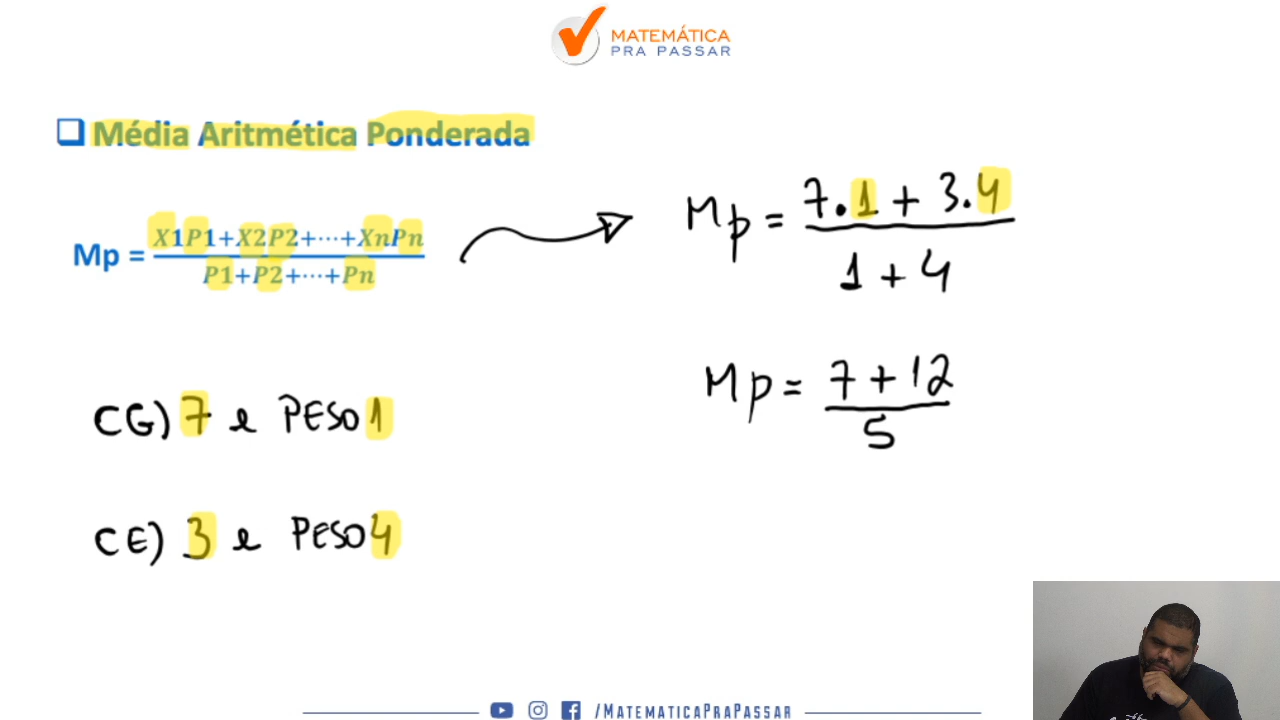 MATEMÁTICA
PRA PASSAR
Média Aritmética Ponderada
Mp = X1P1+X2P2+⋯+XnPn
P1+P2+⋯+Pn
Mp = 7.1 + 3.4
1 + 4
Mp = 7 + 12
5
CG) 7 e PESO 1
CE) 3 e PESO 4
/MATEMATICAPRAPASSAR